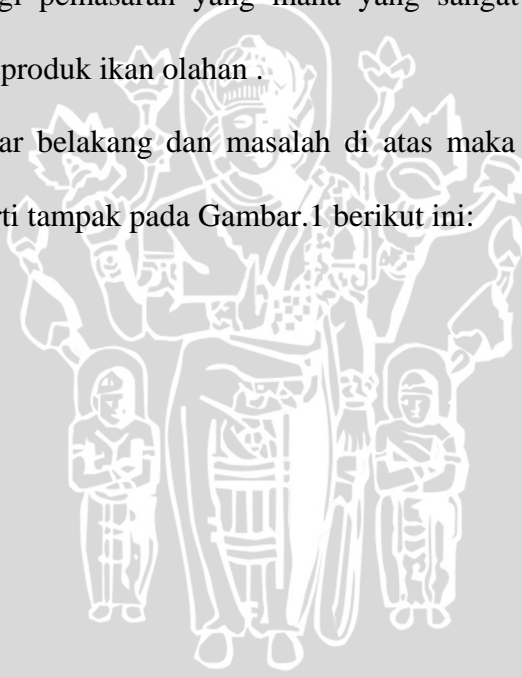 pemasaran yang mana yang sangat
produk ikan olahan .
ar belakang dan masalah di atas maka
rti tampak pada Gambar.1 berikut ini: